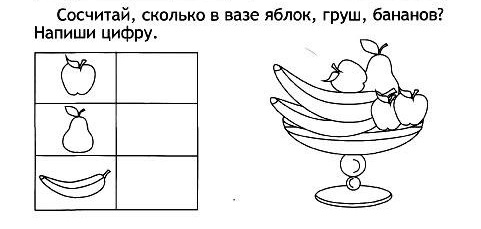 Сосчитай, сколько в вазе яблок, груш, бананов?
Напиши цифру.